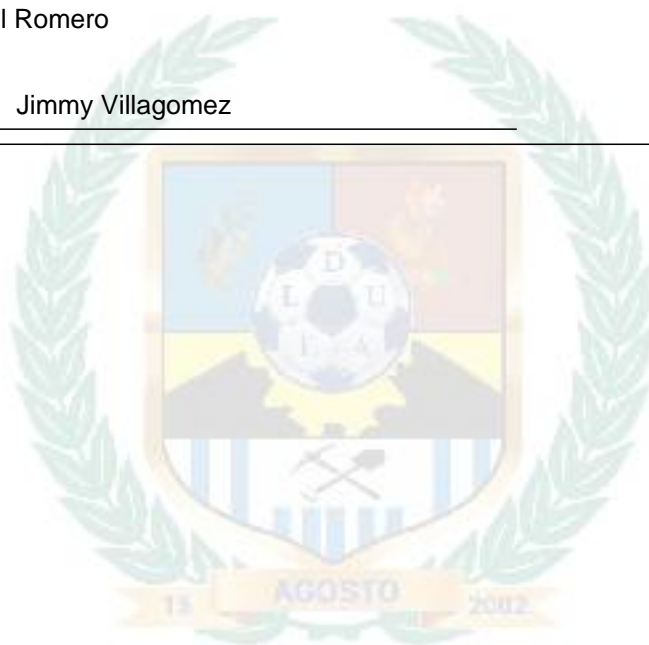 l Romero
Jimmy Villagomez
D
L U
I A
15 AGOSTO 2002